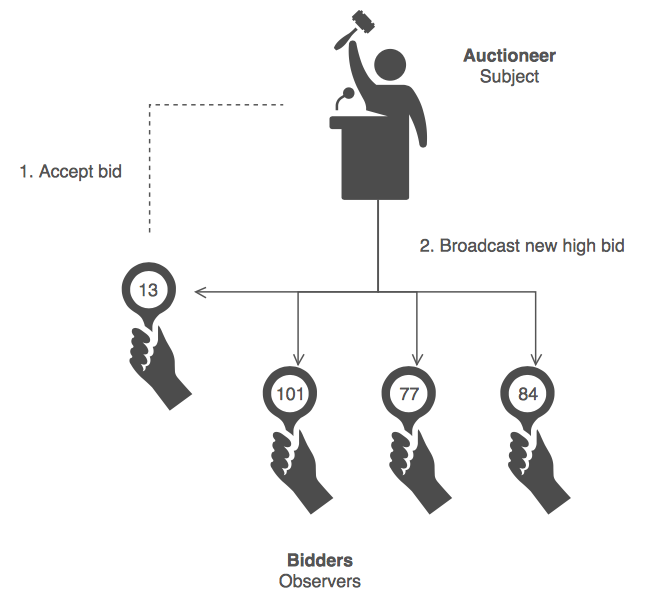 Auctioneer
Subject
1. Accept bid
2. Broadcast new high bid
13
101
77
84
Bidders
Observers